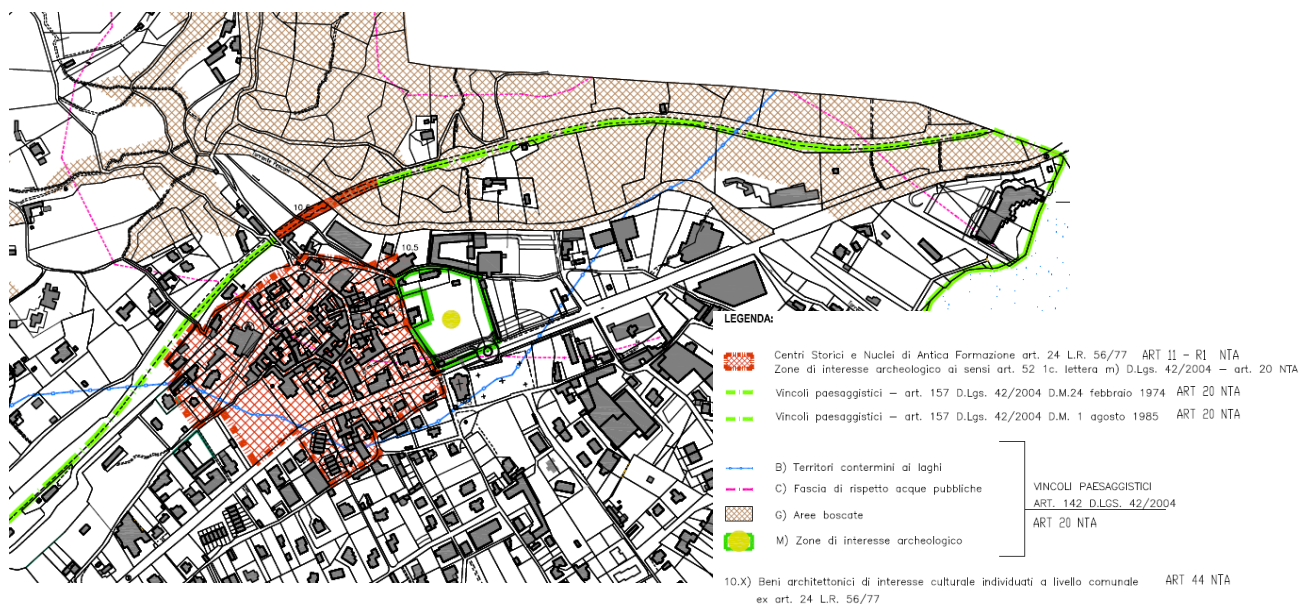 10.6
10.5
LEGENDA:
Centri Storici e Nuclei di Antica Formazione art. 24 L.R. 56/77 ART 11 - R1 NTA
Zone di interesse archeologico ai sensi art. 52 1c. lettera m) D.Lgs. 42/2004 - art. 20 NTA
Vincoli paesaggistici - art. 157 D.Lgs. 42/2004 D.M.24 febbraio 1974 ART 20 NTA
Vincoli paesaggistici - art. 157 D.Lgs. 42/2004 D.M. 1 agosto 1985 ART 20 NTA
B) Territori contermini ai laghi
C) Fascia di rispetto acque pubbliche
G) Aree boscate
M) Zone di interesse archeologico
VINCOLI PAESAGGISTICI
ART. 142 D.LGS. 42/2004
ART 20 NTA
10.X) Beni architettonici di interesse culturale individuati a livello comunale ART 44 NTA
ex art. 24 L.R. 56/77